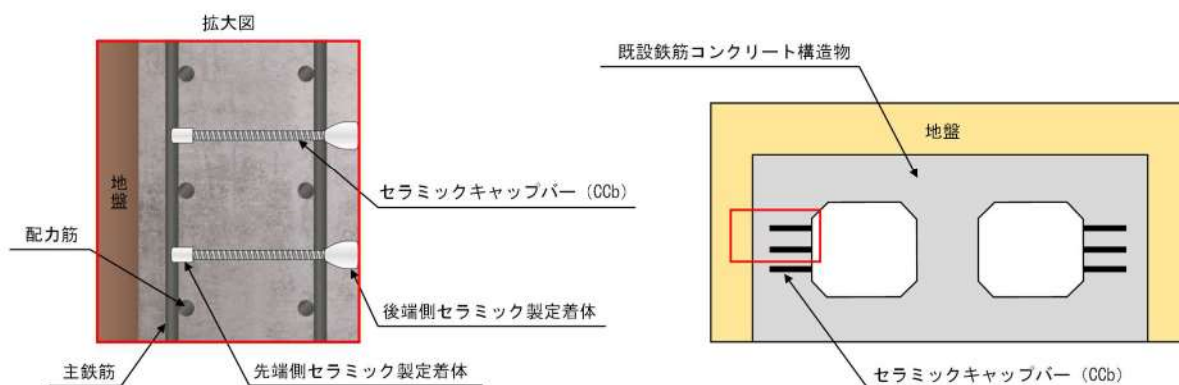 拡大図
地盤
セラミックキャップバー（CCb）
配力筋
後端側セラミック製定着体
主鉄筋
先端側セラミック製定着体
既設鉄筋コンクリート構造物
地盤
セラミックキャップバー（CCb）